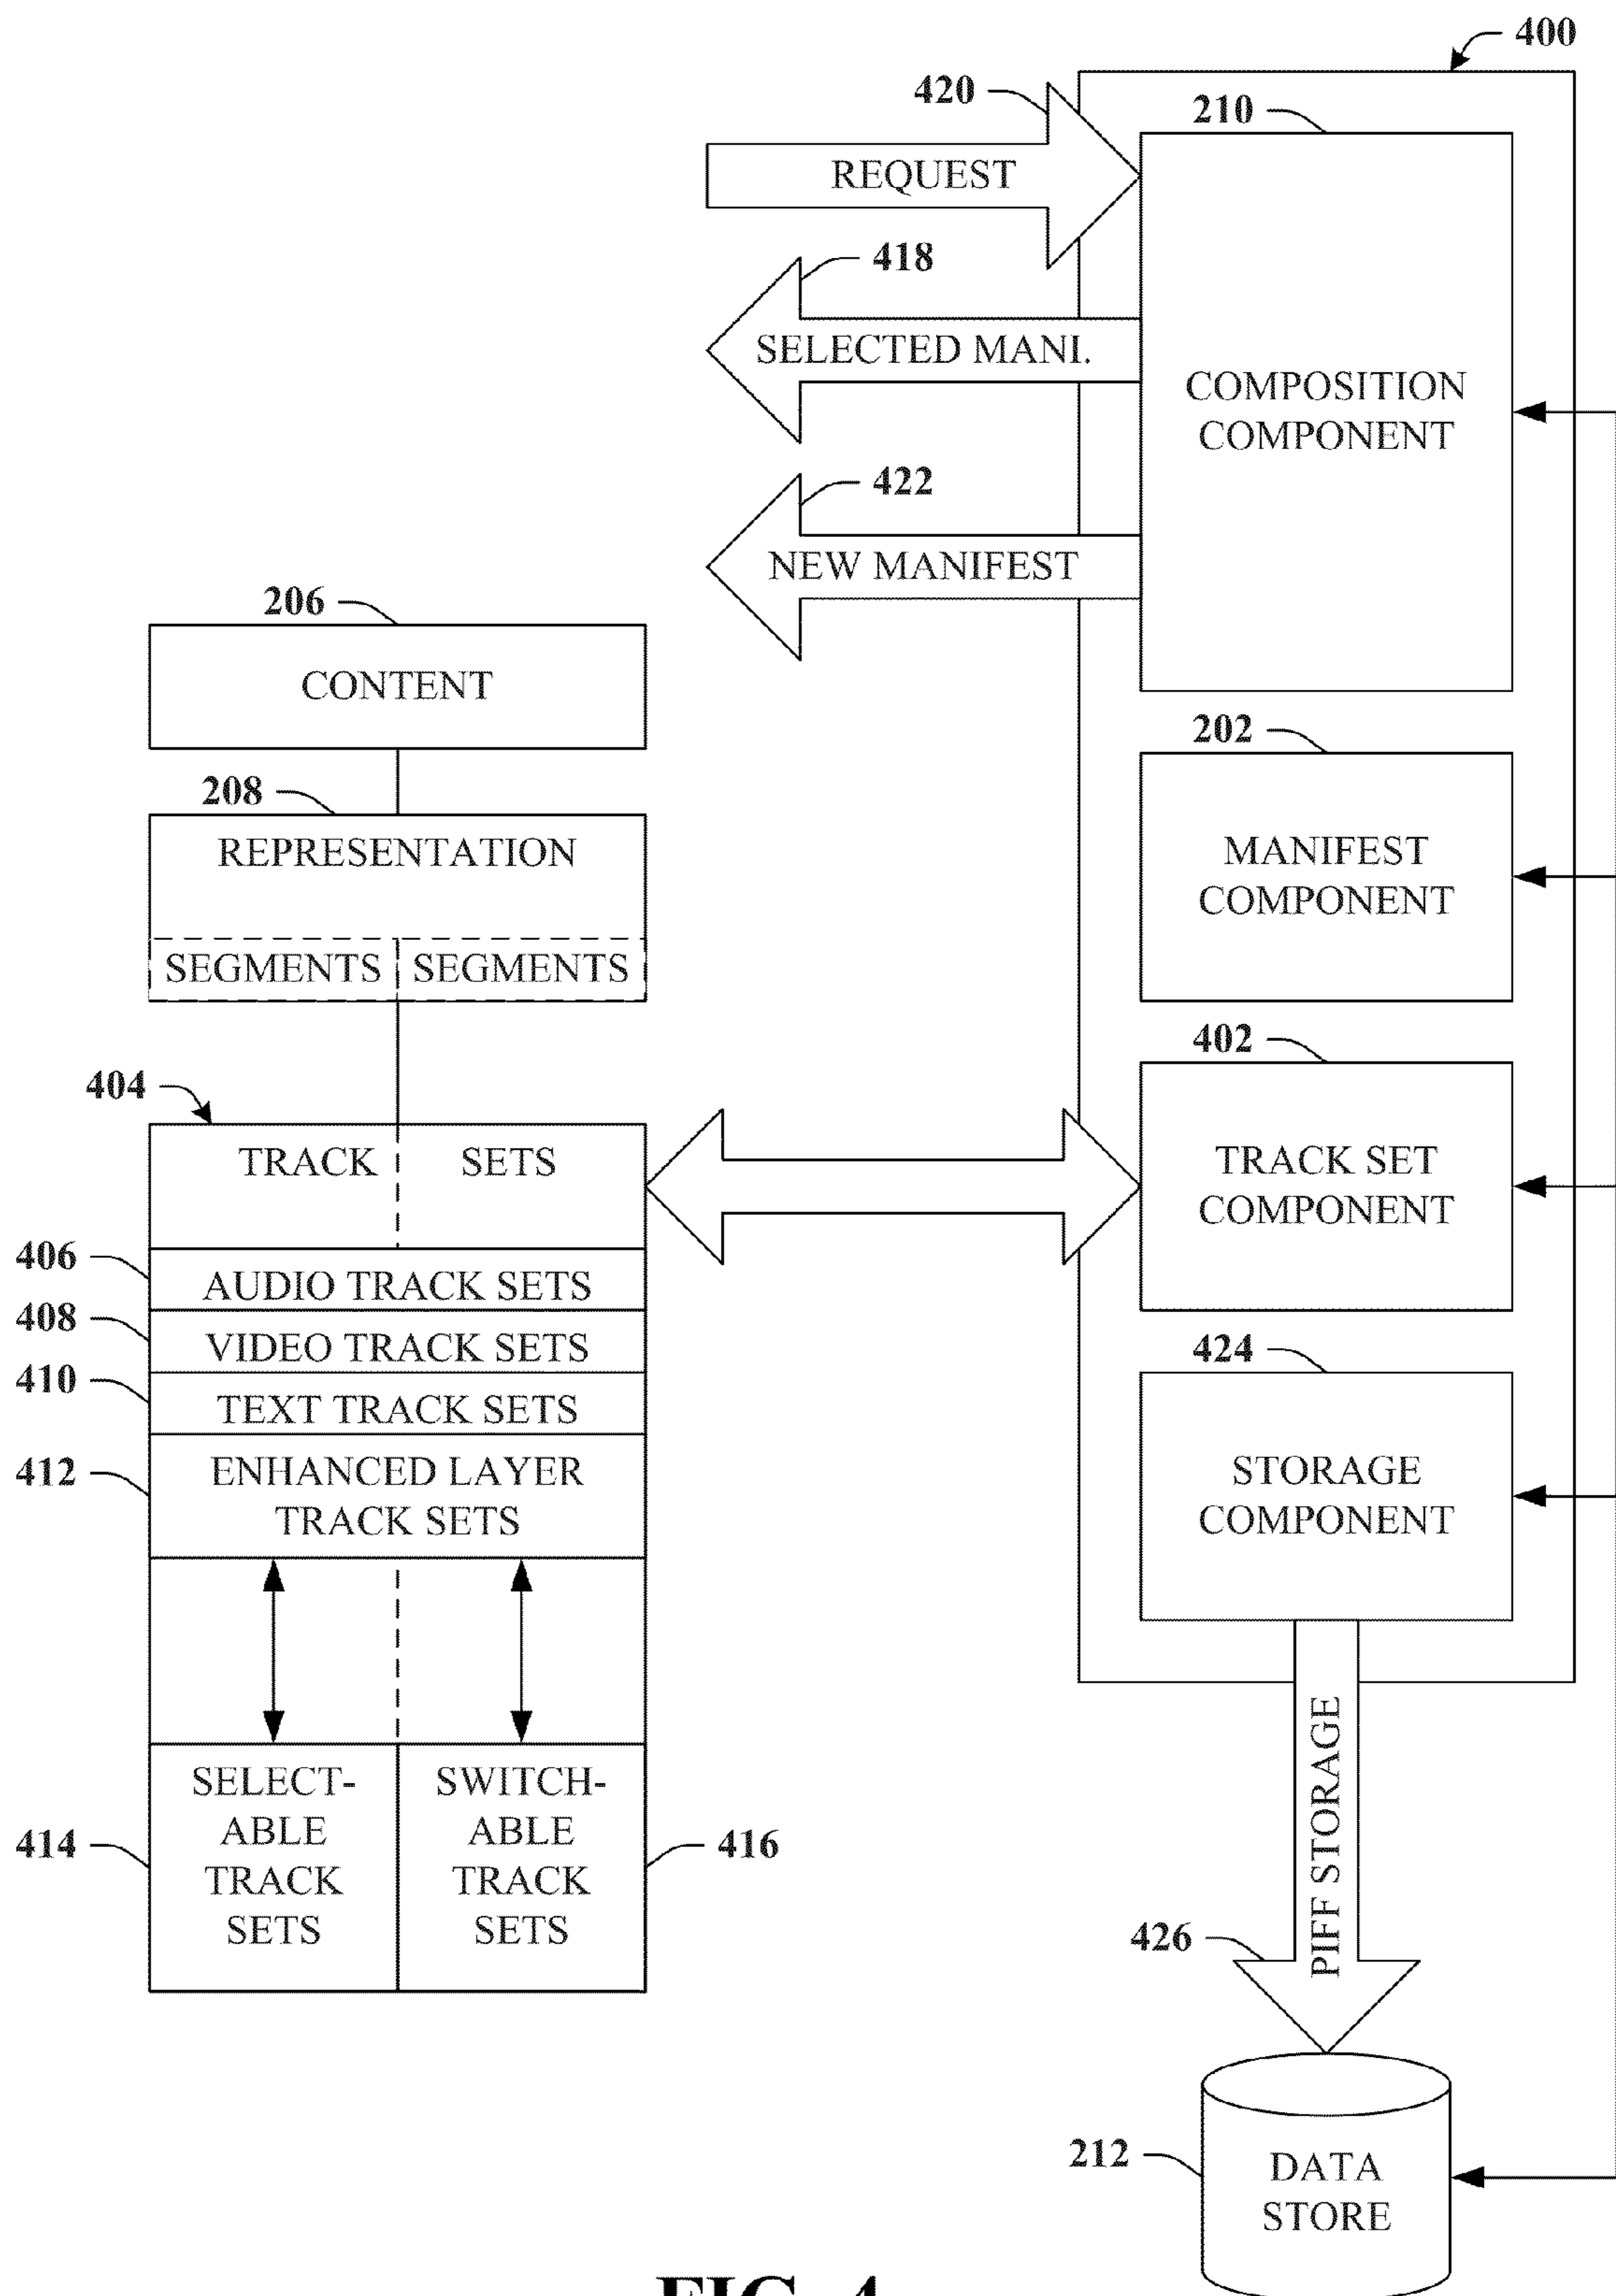 400
420
210
REQUEST
418
SELECTED MANI.
COMPOSITION
COMPONENT
422
NEW MANIFEST
206
CONTENT
202
208
REPRESENTATION
MANIFEST
COMPONENT
SEGMENTS SEGMENTS
402
404
TRACK SETS
TRACK SET
COMPONENT
406
AUDIO TRACK SETS
408
VIDEO TRACK SETS
424
410
TEXT TRACK SETS
412
ENHANCED LAYER
TRACK SETS
STORAGE
COMPONENT
PIFF STORAGE
SELECT-
ABLE
TRACK
SETS
SWITCH-
ABLE
TRACK
SETS
414
416
426
212
DATA
STORE
FIG. 4